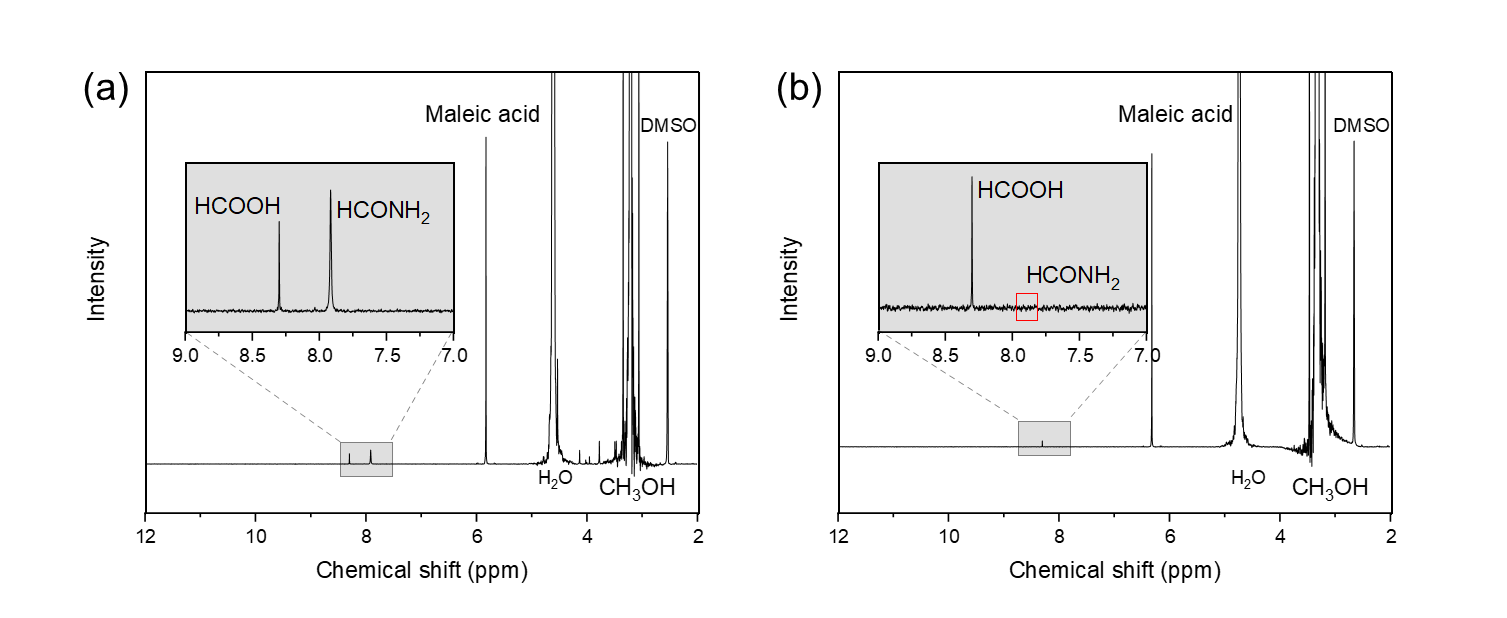 (a)
Maleic acid
DMSO
HCOOH
HCONH₂
9.0 8.5 8.0 7.5 7.0
Intensity
H₂O
CH₃OH
12 10 8 6 4 2
Chemical shift (ppm)
(b)
Maleic acid
DMSO
HCOOH
HCONH₂
9.0 8.5 8.0 7.5 7.0
Intensity
H₂O
CH₃OH
12 10 8 6 4 2
Chemical shift (ppm)